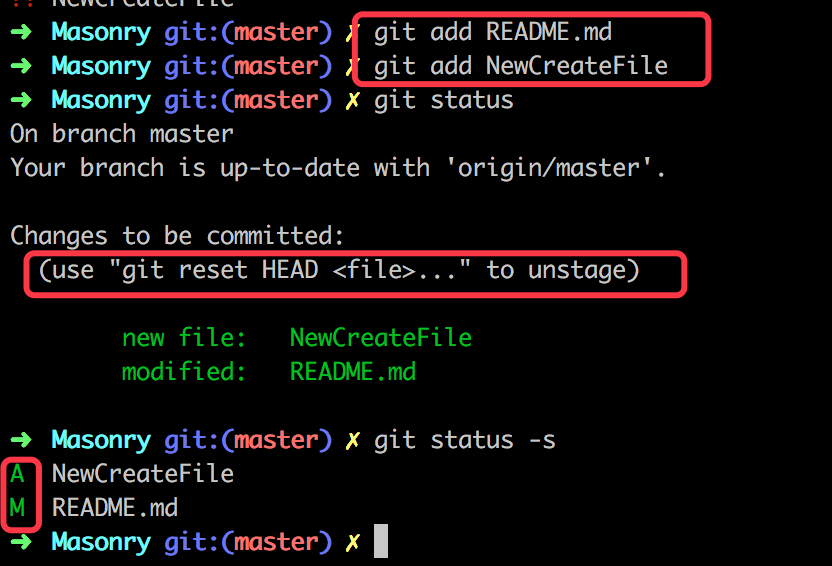 ?? NewCreateFile
➜ Masonry git:(master) ✗ git add README.md
➜ Masonry git:(master) ✗ git add NewCreateFile
➜ Masonry git:(master) ✗ git status
On branch master
Your branch is up-to-date with 'origin/master'.
Changes to be committed:
(use "git reset HEAD <file>..." to unstage)
new file: NewCreateFile
modified: README.md
➜ Masonry git:(master) ✗ git status -s
A NewCreateFile
M README.md
➜ Masonry git:(master) ✗